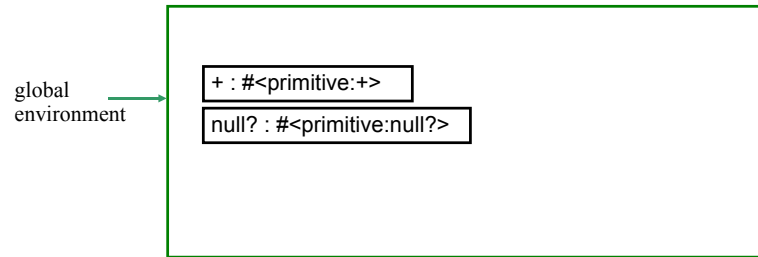 global
environment
+ : #<primitive:+>
null? : #<primitive:null?>